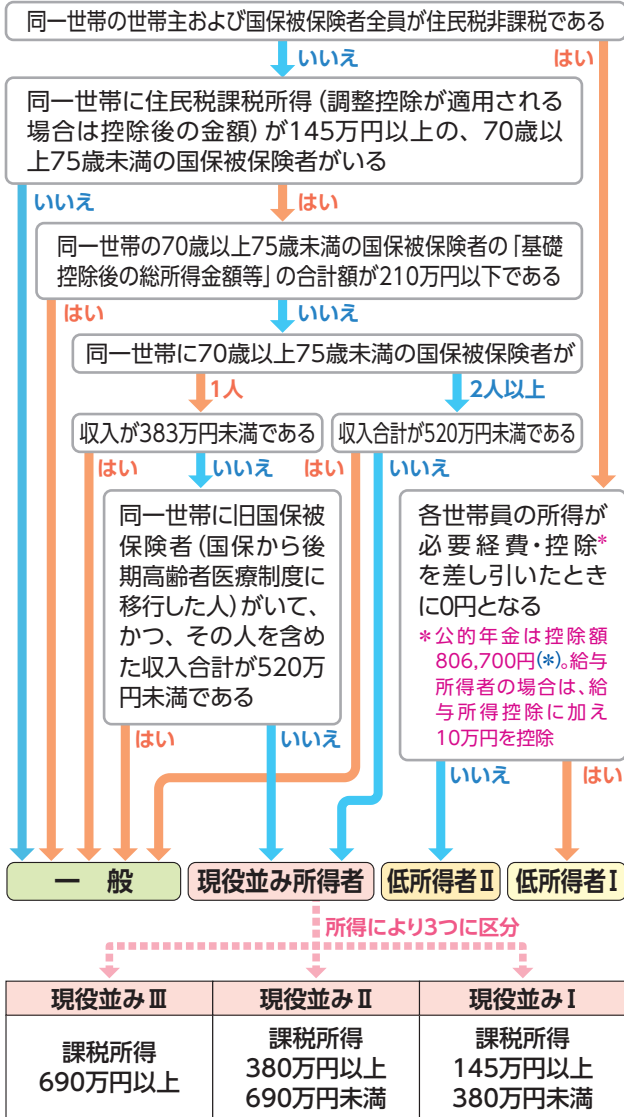 同一世帯の世帯主および国保被保険者全員が住民税非課税である
いいえ
はい
同一世帯に住民税課税所得(調整控除が適用される
場合は控除後の金額)が145万円以上の、70歳以
上75歳未満の国保被保険者がいる
いいえ
はい
同一世帯の70歳以上75歳未満の国保被保険者の「基礎
控除後の総所得金額等」の合計額が210万円以下である
はい
いいえ
同一世帯に70歳以上75歳未満の国保被保険者が
1人
2人以上
収入が383万円未満である
収入合計が520万円未満である
はい
いいえ
はい
いいえ
同一世帯に旧国保被
保険者(国保から後
期高齢者医療制度に
移行した人)がいて、
かつ、その人を含め
た収入合計が520万
円未満である
はい
いいえ
各世帯員の所得が
必要経費・控除*
を差し引いたとき
に0円となる
*公的年金は控除額
806,700円(*)。給与
所得者の場合は、給
与所得控除に加え
10万円を控除
いいえ
はい
一般
現役並み所得者
低所得者Ⅱ
低所得者Ⅰ
所得により3つに区分
現役並みⅢ
現役並みⅡ
現役並みⅠ
課税所得
690万円以上
課税所得
380万円以上
690万円未満
課税所得
145万円以上
380万円未満